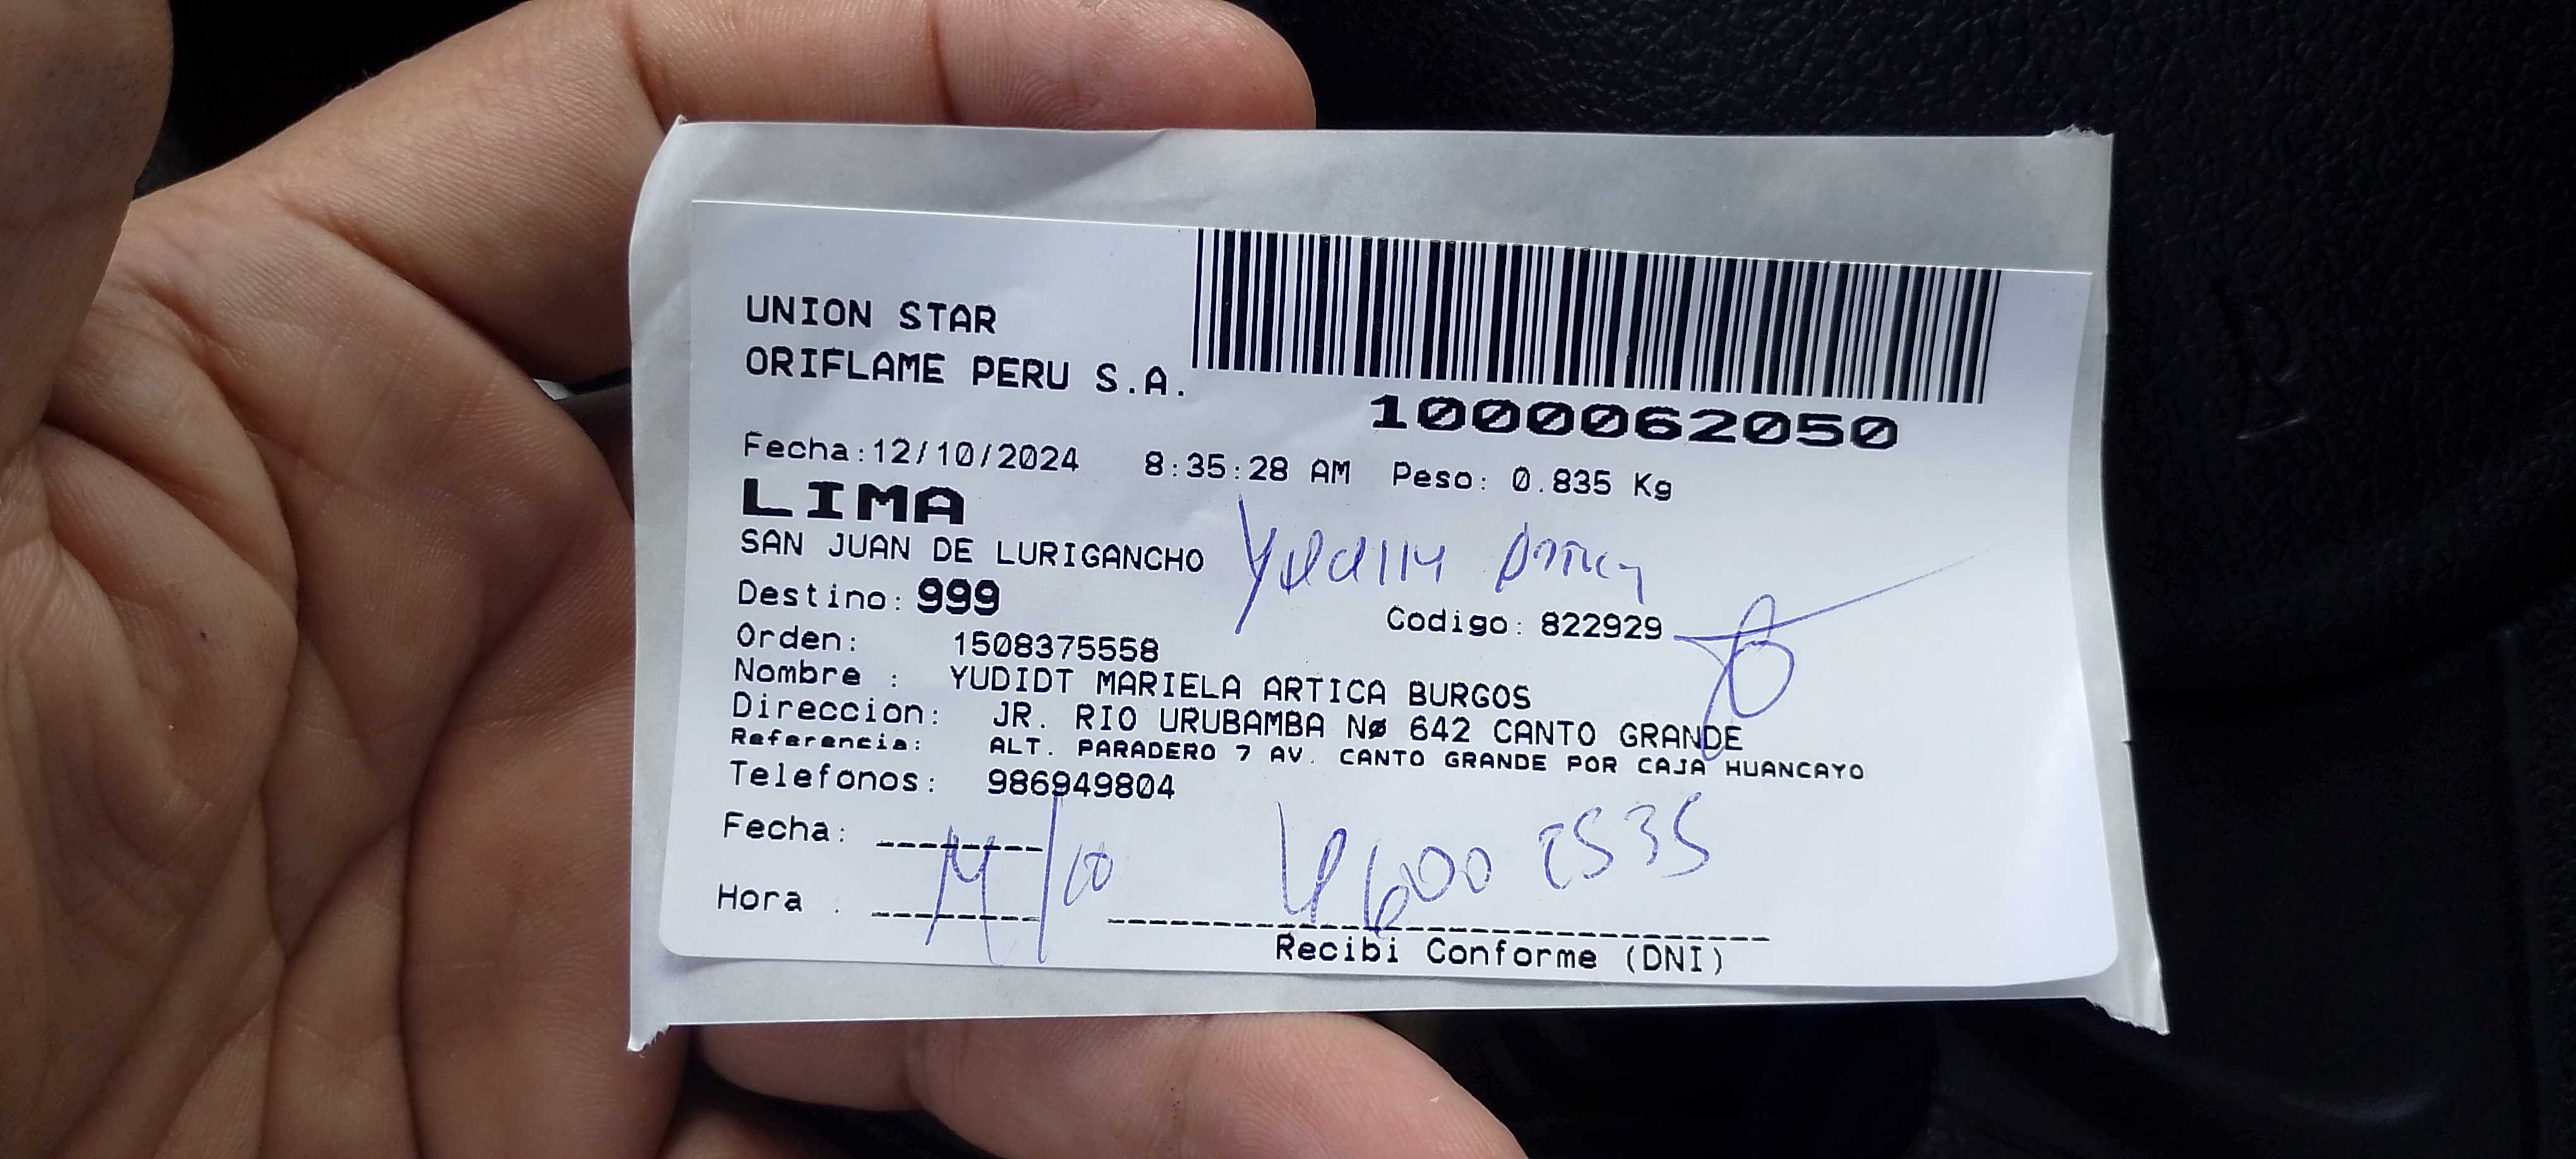 UNION STAR
ORIFLAME PERU S.A.
1000062050
Fecha:12/10/2024 8:35:28 AM Peso: 0.835 Kg
LIMA
SAN JUAN DE LURIGANCHO
Destino: 999
Codigo: 822929
Orden: 1508375558
Nombre : YUDIDT MARIELA ARTICA BURGOS
Direccion: JR. RIO URUBAMBA Nø 642 CANTO GRANDE
Referencia: ALT. PARADERO 7 AV. CANTO GRANDE POR CAJA HUANCAYO
Telefonos: 986949804
Fecha:
Hora :
Recibi Conforme (DNI)